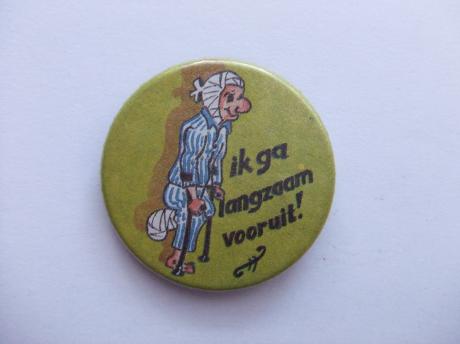 ik ga
langzaam
vooruit!